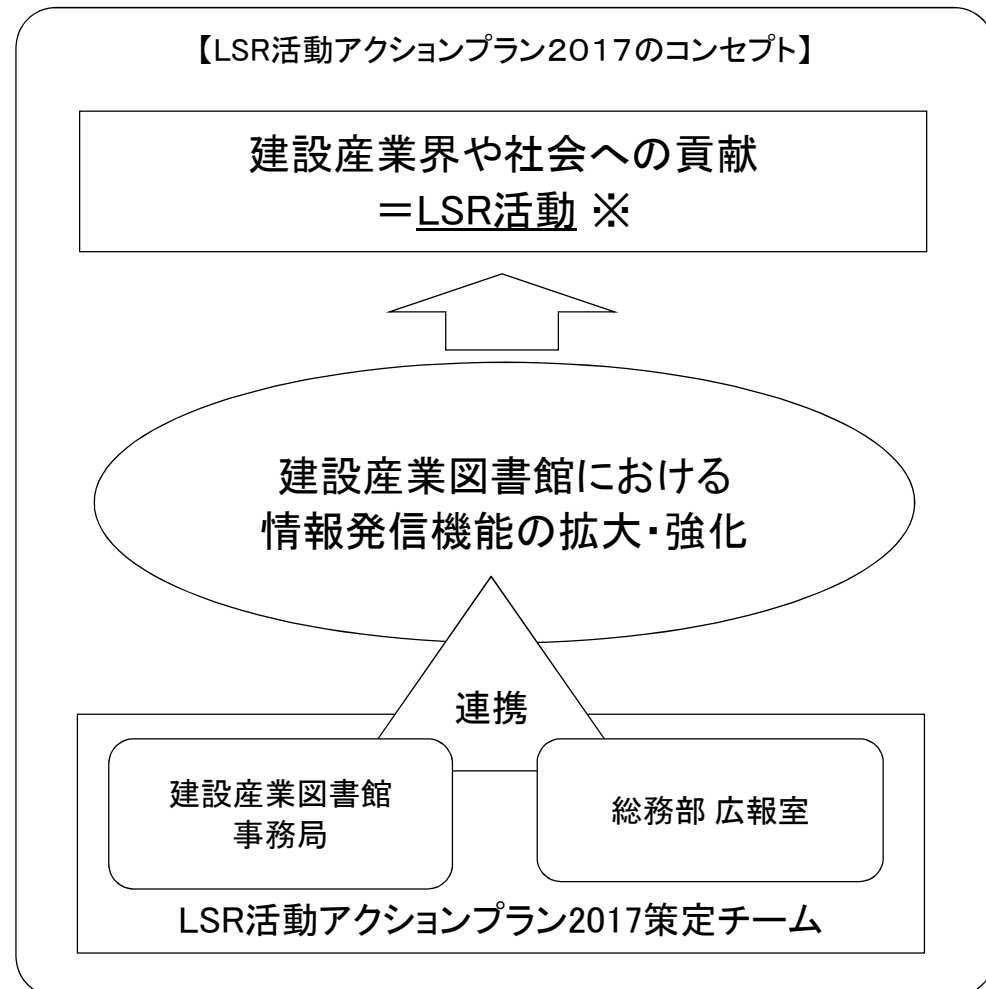 【LSR活動アクションプラン２０１７のコンセプト】
建設産業界や社会への貢献
＝LSR活動 ※
建設産業図書館における
情報発信機能の拡大・強化
連携
建設産業図書館
事務局
総務部 広報室
LSR活動アクションプラン2017策定チーム